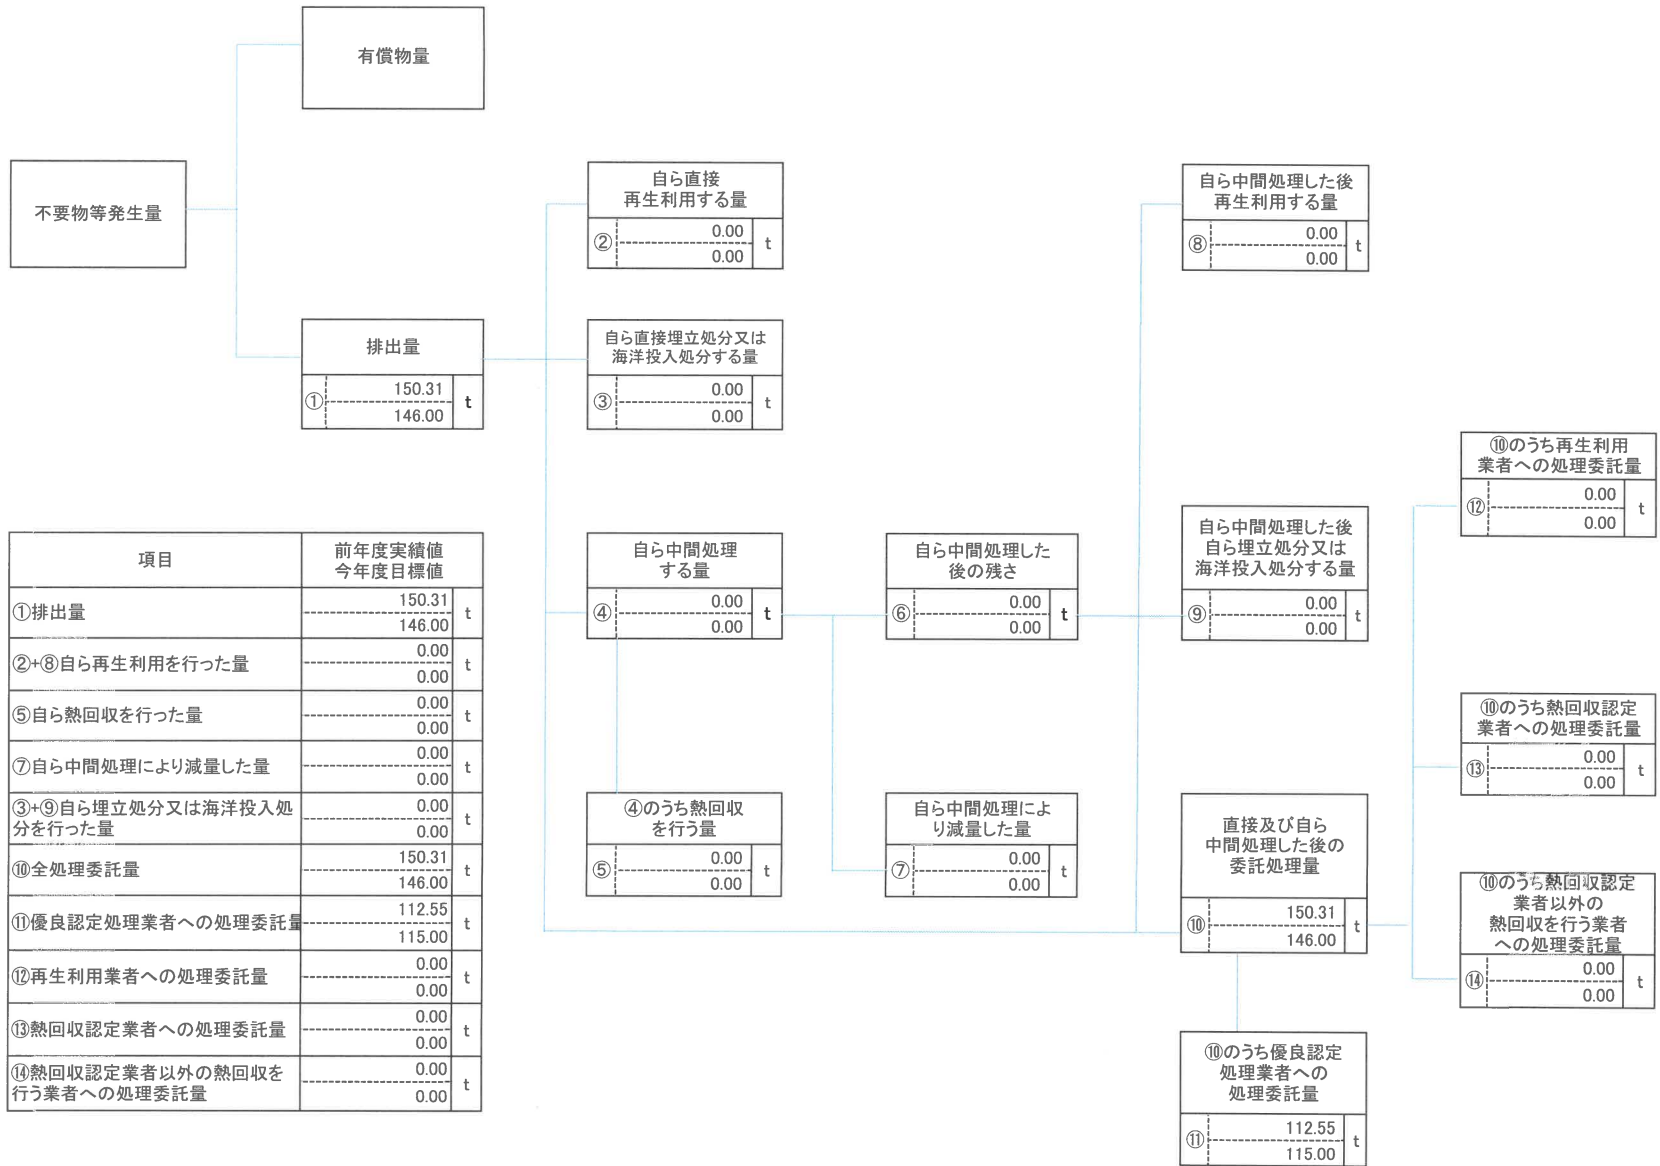 有償物量
不要物等発生量
排出量
①
150.31
146.00
t
自ら直接
再生利用する量
②
0.00
0.00
t
自ら直接埋立処分又は
海洋投入処分する量
③
0.00
0.00
t
自ら中間処理
する量
④
0.00
0.00
t
④のうち熱回収
を行う量
⑤
0.00
0.00
t
自ら中間処理した
後の残さ
⑥
0.00
0.00
t
自ら中間処理によ
り減量した量
⑦
0.00
0.00
t
自ら中間処理した後
再生利用する量
⑧
0.00
0.00
t
自ら中間処理した後
自ら埋立処分又は
海洋投入処分する量
⑨
0.00
0.00
t
直接及び自ら
中間処理した後の
委託処理量
⑩
150.31
146.00
t
⑩のうち優良認定
処理業者への
処理委託量
⑪
112.55
115.00
t
⑩のうち再生利用
業者への処理委託量
⑫
0.00
0.00
t
⑩のうち熱回収認定
業者への処理委託量
⑬
0.00
0.00
t
⑩のうち熱回収認定
業者以外の
熱回収を行う業者
への処理委託量
⑭
0.00
0.00
t
項目
前年度実績値
今年度目標値
①排出量
150.31
146.00
t
②+⑧自ら再生利用を行った量
0.00
0.00
t
⑤自ら熱回収を行った量
0.00
0.00
t
⑦自ら中間処理により減量した量
0.00
0.00
t
③+⑨自ら埋立処分又は海洋投入処
分を行った量
0.00
0.00
t
⑩全処理委託量
150.31
146.00
t
⑪優良認定処理業者への処理委託量
112.55
115.00
t
⑫再生利用業者への処理委託量
0.00
0.00
t
⑬熱回収認定業者への処理委託量
0.00
0.00
t
⑭熱回収認定業者以外の熱回収を
行う業者への処理委託量
0.00
0.00
t